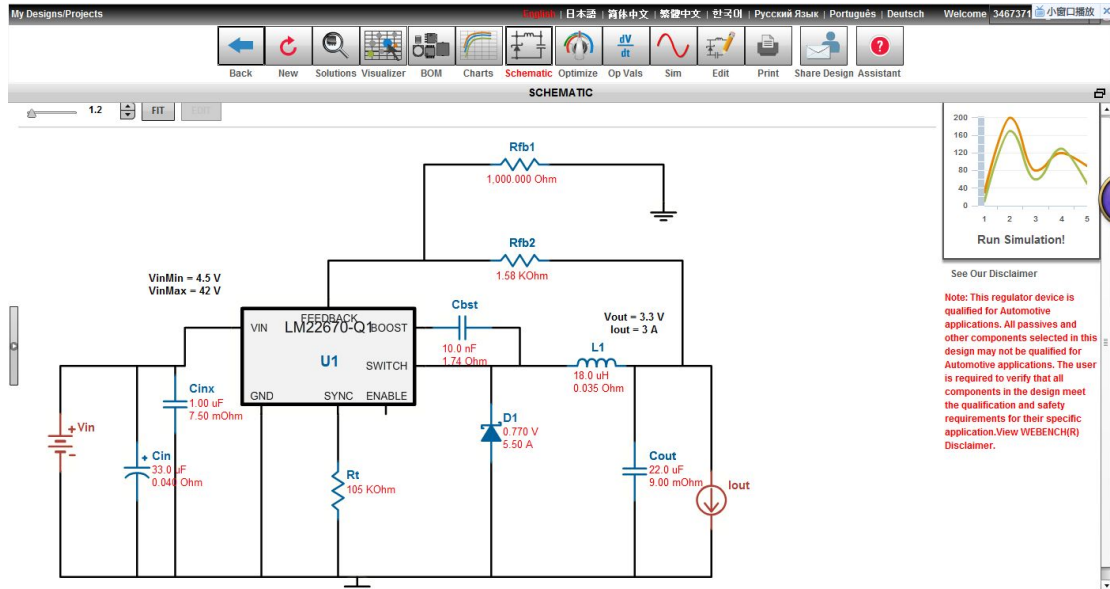 My Designs/Projects
English | 日本語 | 简体中文 | 繁體中文 | 한국어 | Русский Язык | Português | Deutsch
Welcome 3467371
小窗口播放 ×
Back New Solutions Visualizer BOM Charts Schematic Optimize Op Vals Sim Edit Print Share Design Assistant
dV
dt
SCHEMATIC
1.2 FIT EDIT
Rfb1
1,000.000 Ohm
Rfb2
1.58 KOhm
VinMin = 4.5 V
VinMax = 42 V
Cbst
10.0 nF
1.74 Ohm
Vout = 3.3 V
Iout = 3 A
FEEDBACK
VIN LM22670-Q1 BOOST
U1
SWITCH
GND SYNC ENABLE
L1
18.0 uH
0.035 Ohm
Cinx
1.00 uF
7.50 mOhm
D1
0.770 V
5.50 A
+ Vin
+ Cin
33.0 uF
0.040 Ohm
Rt
105 KOhm
Cout
22.0 uF
9.00 mOhm
Iout
200
160
120
80
40
0
1 2 3 4 5
Run Simulation!
See Our Disclaimer
Note: This regulator device is
qualified for Automotive
applications. All passives and
other components selected in this
design may not be qualified for
Automotive applications. The user
is required to verify that all
components in the design meet
the qualification and safety
requirements for their specific
application.View WEBENCH(R)
Disclaimer.